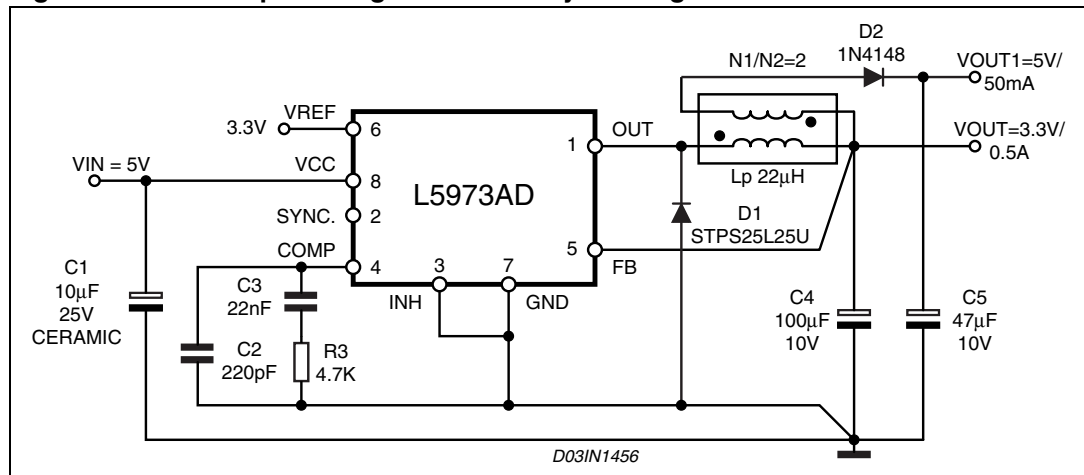 D2
1N4148
N1/N2=2
VOUT1=5V/
50mA
VREF
3.3V
6
1
OUT
VOUT=3.3V/
0.5A
VIN = 5V
VCC
8
L5973AD
Lp 22µH
SYNC.
2
D1
STPS25L25U
COMP
4
3
7
5
FB
INH
GND
C1
10µF
25V
CERAMIC
C3
22nF
C2
220pF
R3
4.7K
C4
100µF
10V
C5
47µF
10V
D03IN1456